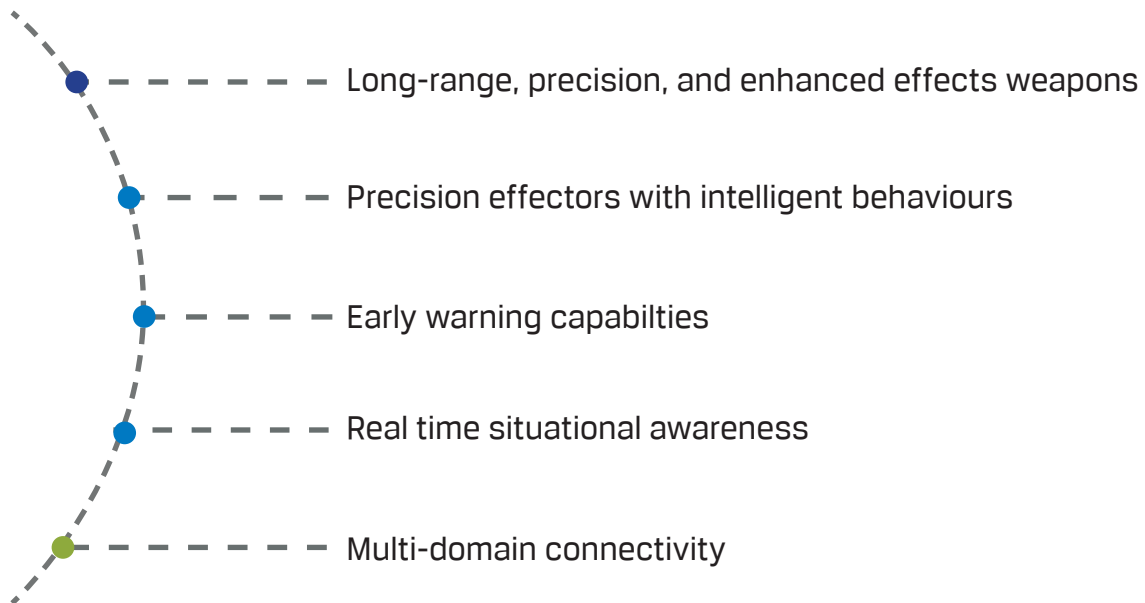 Long-range, precision, and enhanced effects weapons
Precision effectors with intelligent behaviours
Early warning capabilties
Real time situational awareness
Multi-domain connectivity